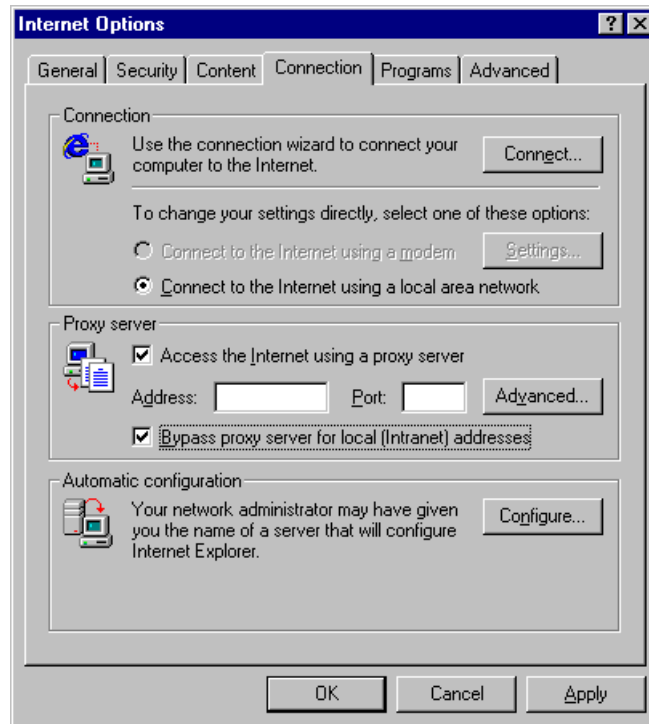 Internet Options
General Security Content Connection Programs Advanced
Connection
Use the connection wizard to connect your
computer to the Internet.
Connect...
To change your settings directly, select one of these options:
Connect to the Internet using a modem
Settings...
Connect to the Internet using a local area network
Proxy server
Access the Internet using a proxy server
Address: Port: Advanced...
Bypass proxy server for local (Intranet) addresses
Automatic configuration
Your network administrator may have given
you the name of a server that will configure
Internet Explorer.
Configure...
OK Cancel Apply